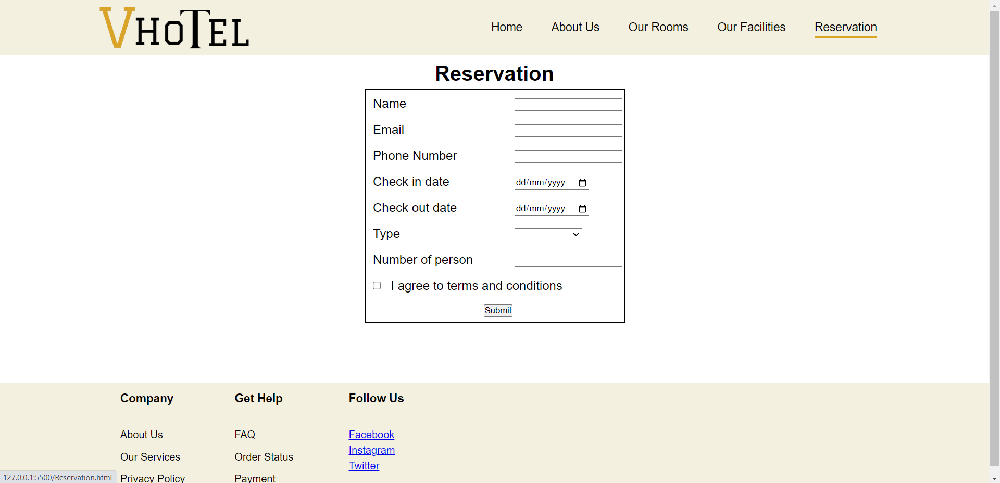 VHOTEL
Home About Us Our Rooms Our Facilities Reservation
Reservation
Name
Email
Phone Number
Check in date dd/mm/yyyy
Check out date dd/mm/yyyy
Type
Number of person
I agree to terms and conditions
Submit
Company Get Help Follow Us
About Us FAQ Facebook
Instagram
Our Services Order Status
Twitter
Privacy Policy Payment
127.0.0.1:5500/Reservation.html